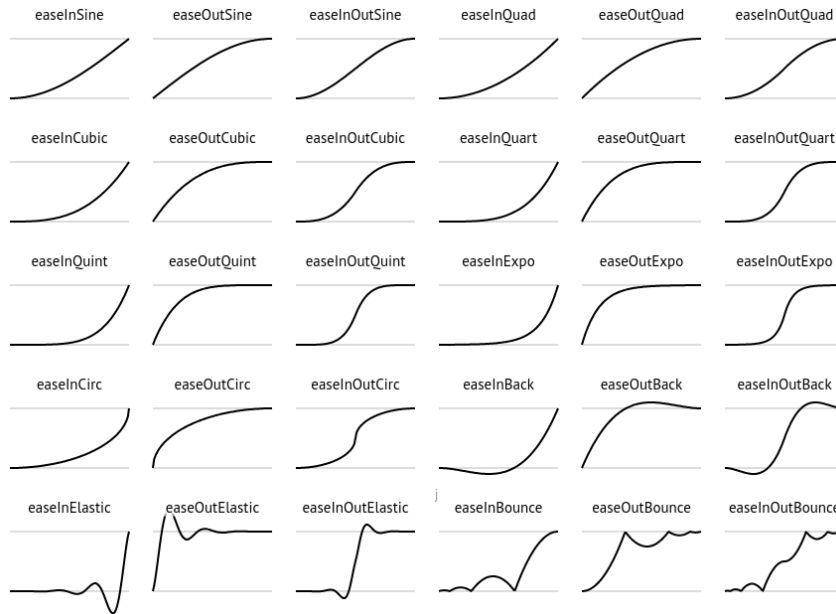 easeInSine easeOutSine easeInOutSine easeInQuad easeOutQuad easeInOutQuad
easeInCubic easeOutCubic easeInOutCubic easeInQuart easeOutQuart easeInOutQuart
easeInQuint easeOutQuint easeInOutQuint easeInExpo easeOutExpo easeInOutExpo
easeInCirc easeOutCirc easeInOutCirc easeInBack easeOutBack easeInOutBack
j
easeInElastic easeOutElastic easeInOutElastic easeInBounce easeOutBounce easeInOutBounce